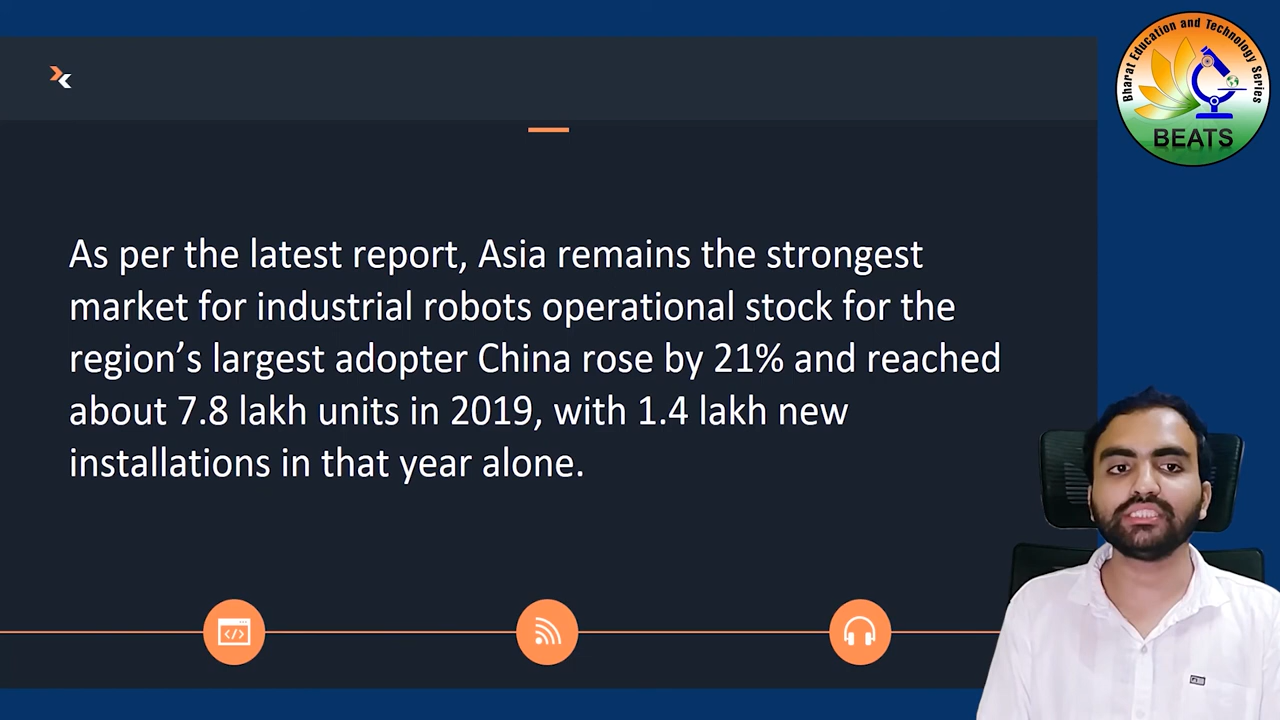 Bharat Education and Technology Series
BEATS
As per the latest report, Asia remains the strongest
market for industrial robots operational stock for the
region’s largest adopter China rose by 21% and reached
about 7.8 lakh units in 2019, with 1.4 lakh new
installations in that year alone.